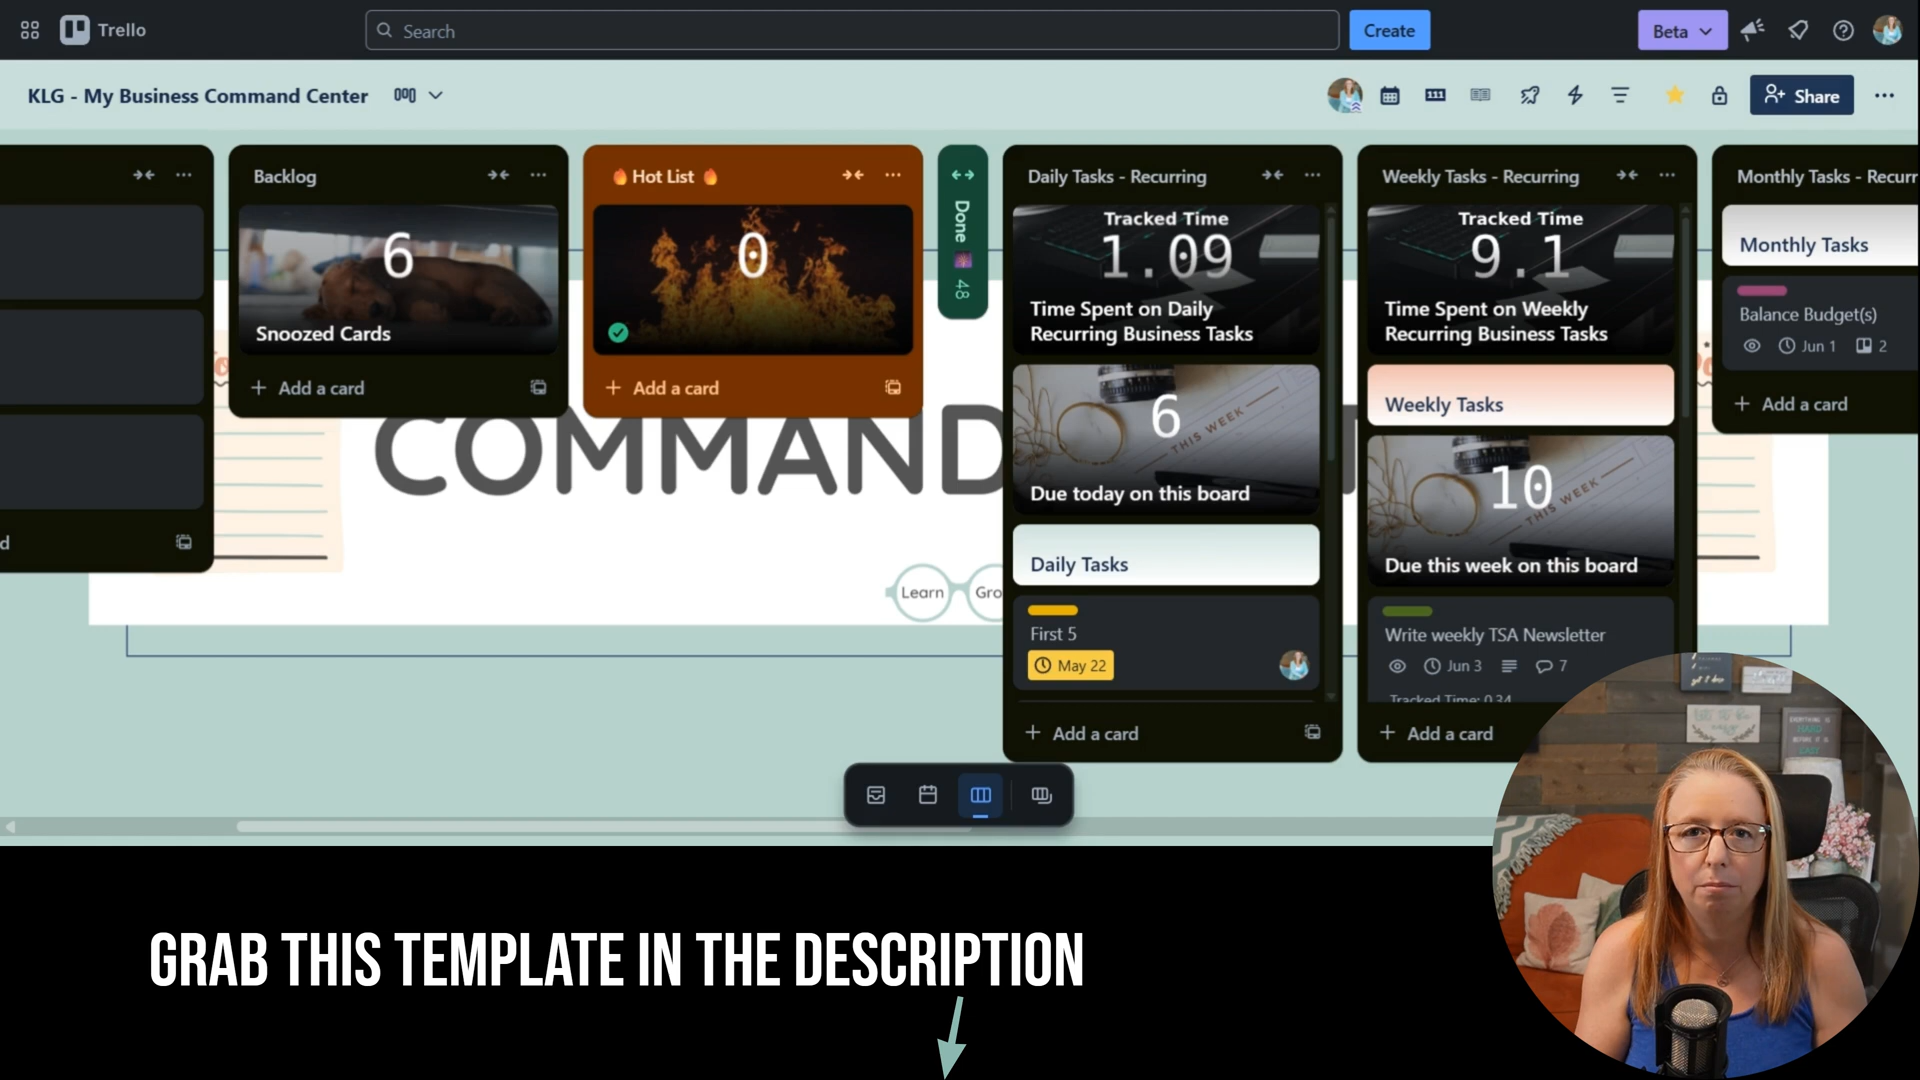 Trello
Search
Create
Beta
KLG - My Business Command Center
Share
Backlog
6
Snoozed Cards
+ Add a card
🔥 Hot List 🔥
0
+ Add a card
Done
48
Daily Tasks - Recurring
Tracked Time
1.09
Time Spent on Daily
Recurring Business Tasks
6
THIS WEEK
Due today on this board
Daily Tasks
First 5
May 22
+ Add a card
Weekly Tasks - Recurring
Tracked Time
9.1
Time Spent on Weekly
Recurring Business Tasks
Weekly Tasks
10
THIS WEEK
Due this week on this board
Write weekly TSA Newsletter
Jun 3
7
Tracked Time: 0.34
+ Add a card
Monthly Tasks - Recurr
Monthly Tasks
Balance Budget(s)
Jun 1
2
+ Add a card
d
COMMAND
Learn
Gro
GRAB THIS TEMPLATE IN THE DESCRIPTION